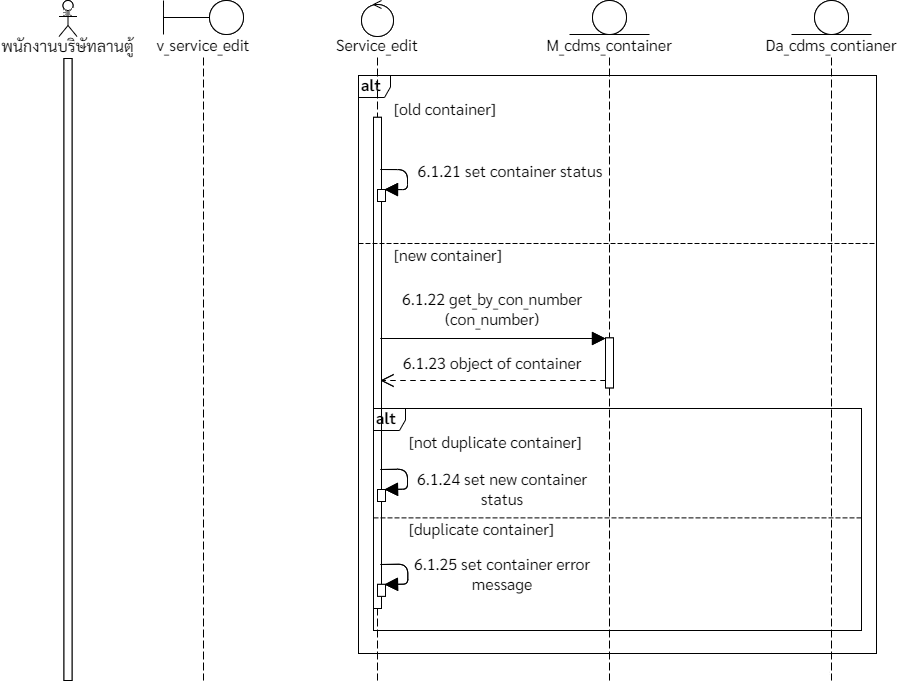 พนักงานบริษัทลานตู้
v_service_edit
Service_edit
M_cdms_container
Da_cdms_contianer
alt
[old container]
6.1.21 set container status
[new container]
6.1.22 get_by_con_number
(con_number)
6.1.23 object of container
alt
[not duplicate container]
6.1.24 set new container
status
[duplicate container]
6.1.25 set container error
message